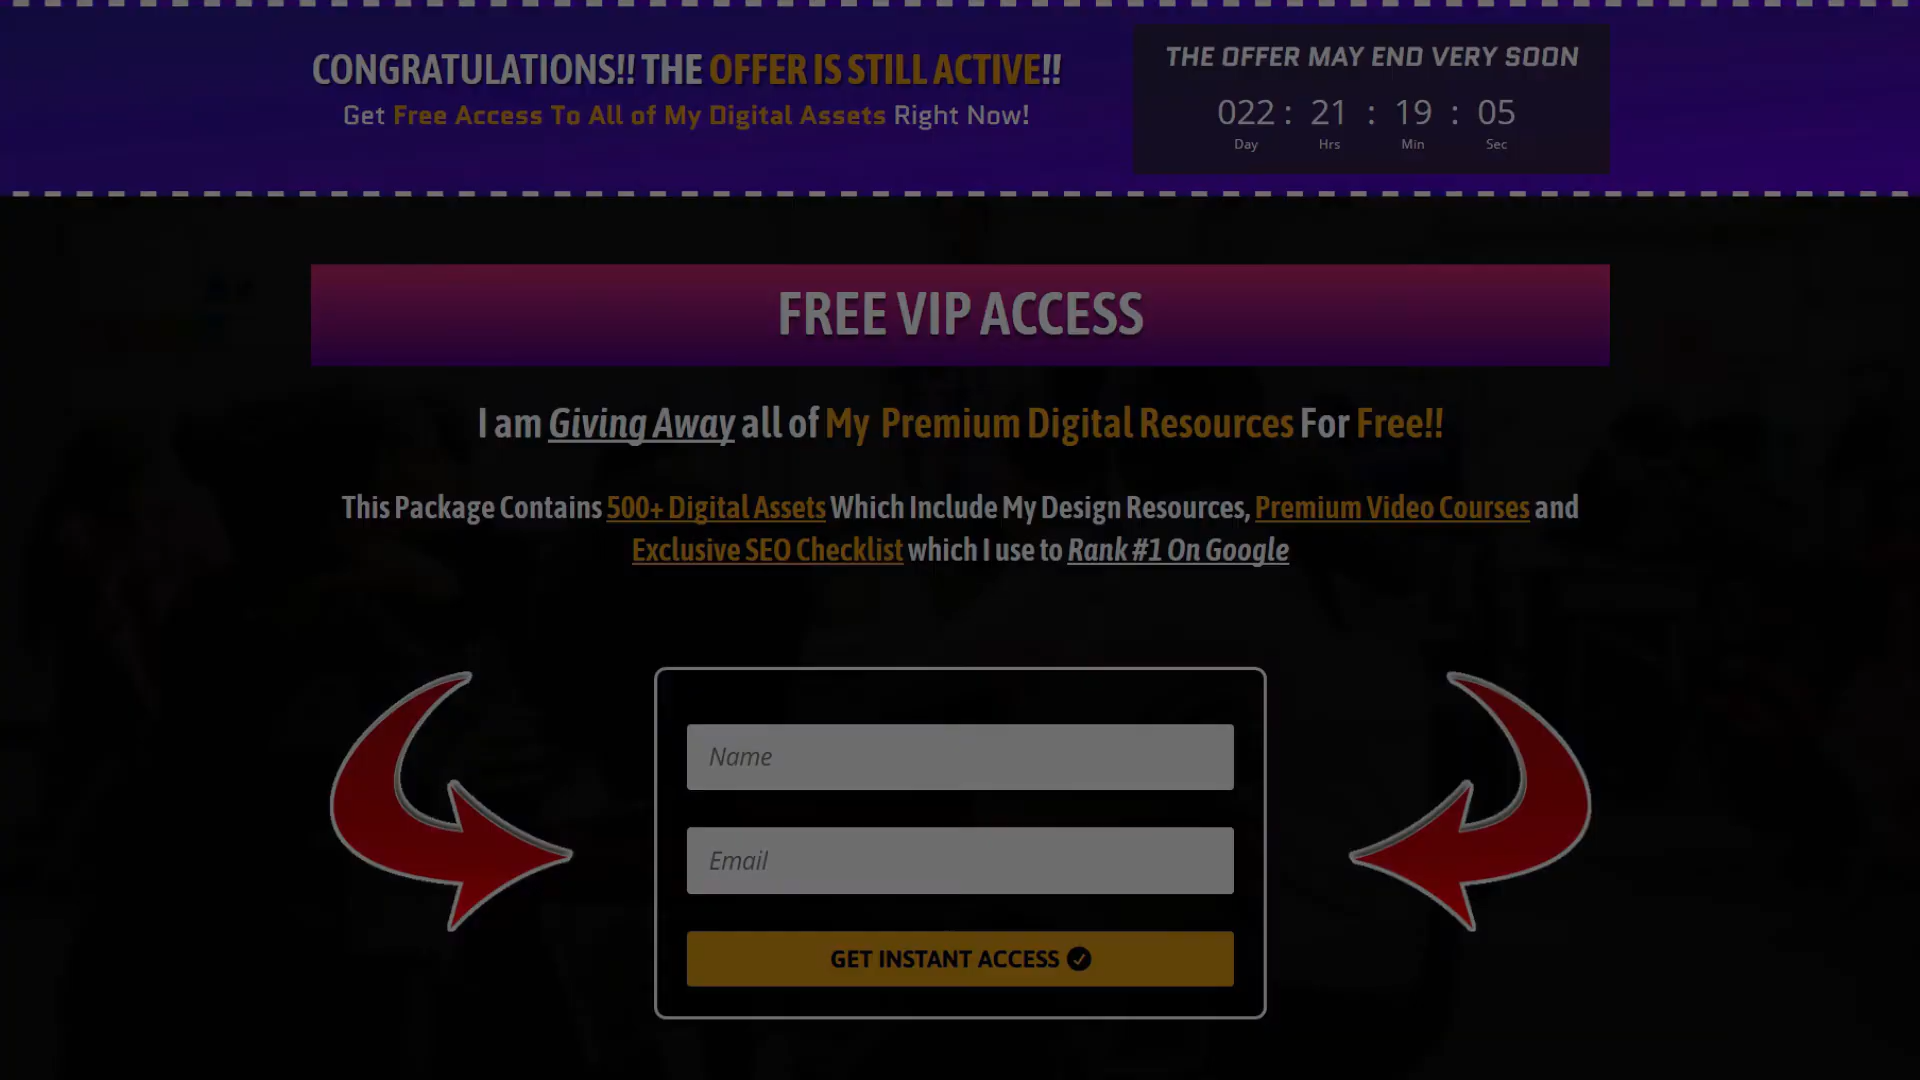 CONGRATULATIONS!! THE OFFER IS STILL ACTIVE!!
Get Free Access To All of My Digital Assets Right Now!
THE OFFER MAY END VERY SOON
022 : 21 : 19 : 05
Day Hrs Min Sec
FREE VIP ACCESS
I am Giving Away all of My Premium Digital Resources For Free!!
This Package Contains 500+ Digital Assets Which Include My Design Resources, Premium Video Courses and
Exclusive SEO Checklist which I use to Rank #1 On Google
Name
Email
GET INSTANT ACCESS